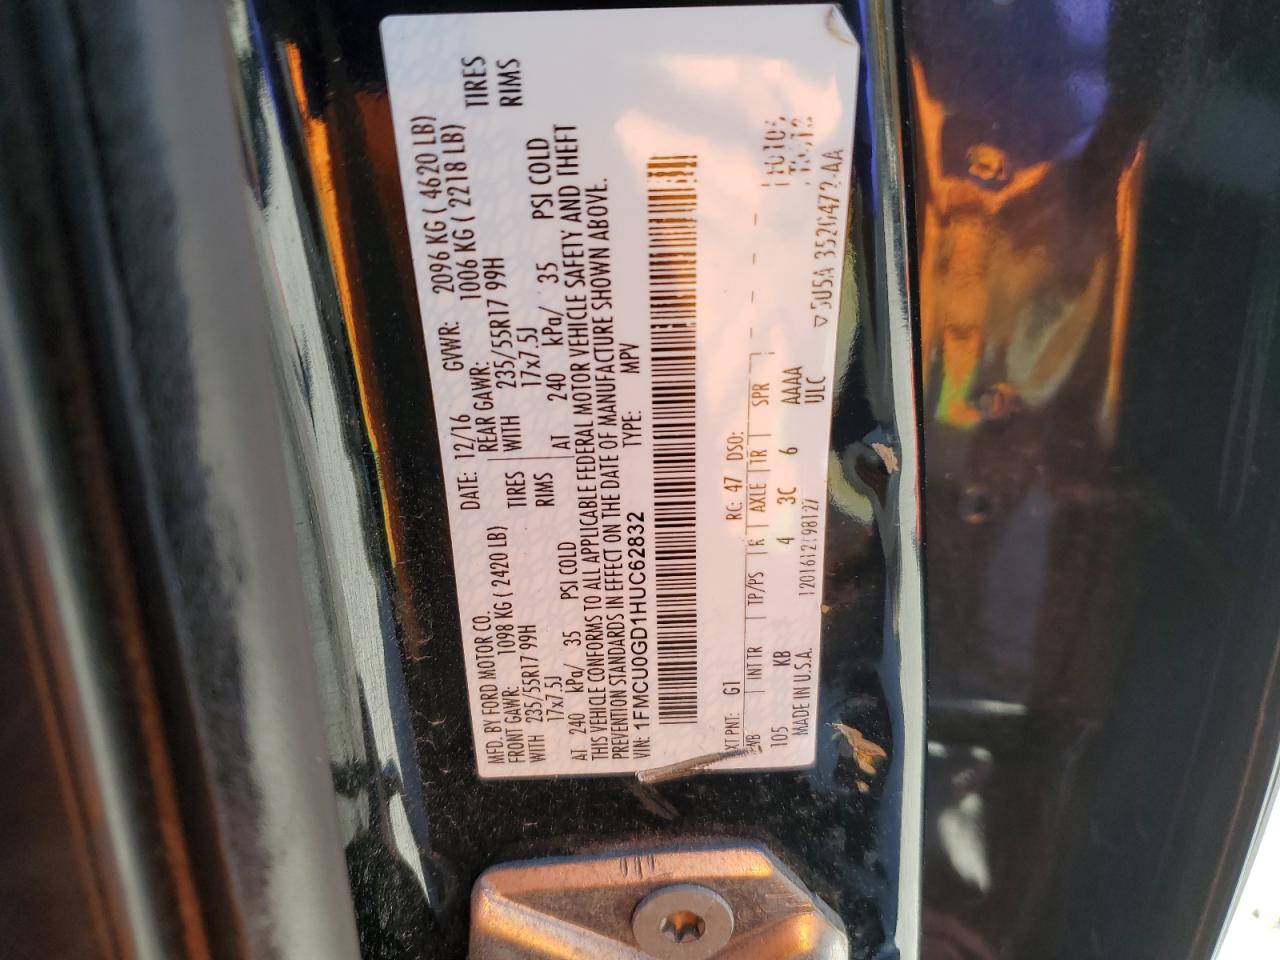 MFD. BY FORD MOTOR CO. DATE: 12/16 GVWR: 2096 KG ( 4620 LB)
FRONT GAWR: 1098 KG ( 2420 LB) REAR GAWR: 1006 KG ( 2218 LB)
WITH 235/55R17 99H TIRES WITH 235/55R17 99H TIRES
17x7.5J RIMS 17x7.5J RIMS
AT 240 kPa/ 35 PSI COLD AT 240 kPa/ 35 PSI COLD
THIS VEHICLE CONFORMS TO ALL APPLICABLE FEDERAL MOTOR VEHICLE SAFETY AND THEFT
PREVENTION STANDARDS IN EFFECT ON THE DATE OF MANUFACTURE SHOWN ABOVE.
VIN: 1FMCU0GD1HUC62832 TYPE: MPV
PNT: G1 RC: 47 DSO:
INT TR TP/PS R AXLE TR SPR
105 KB 4 3C 6 AAAA
MADE IN U.S.A. ULC